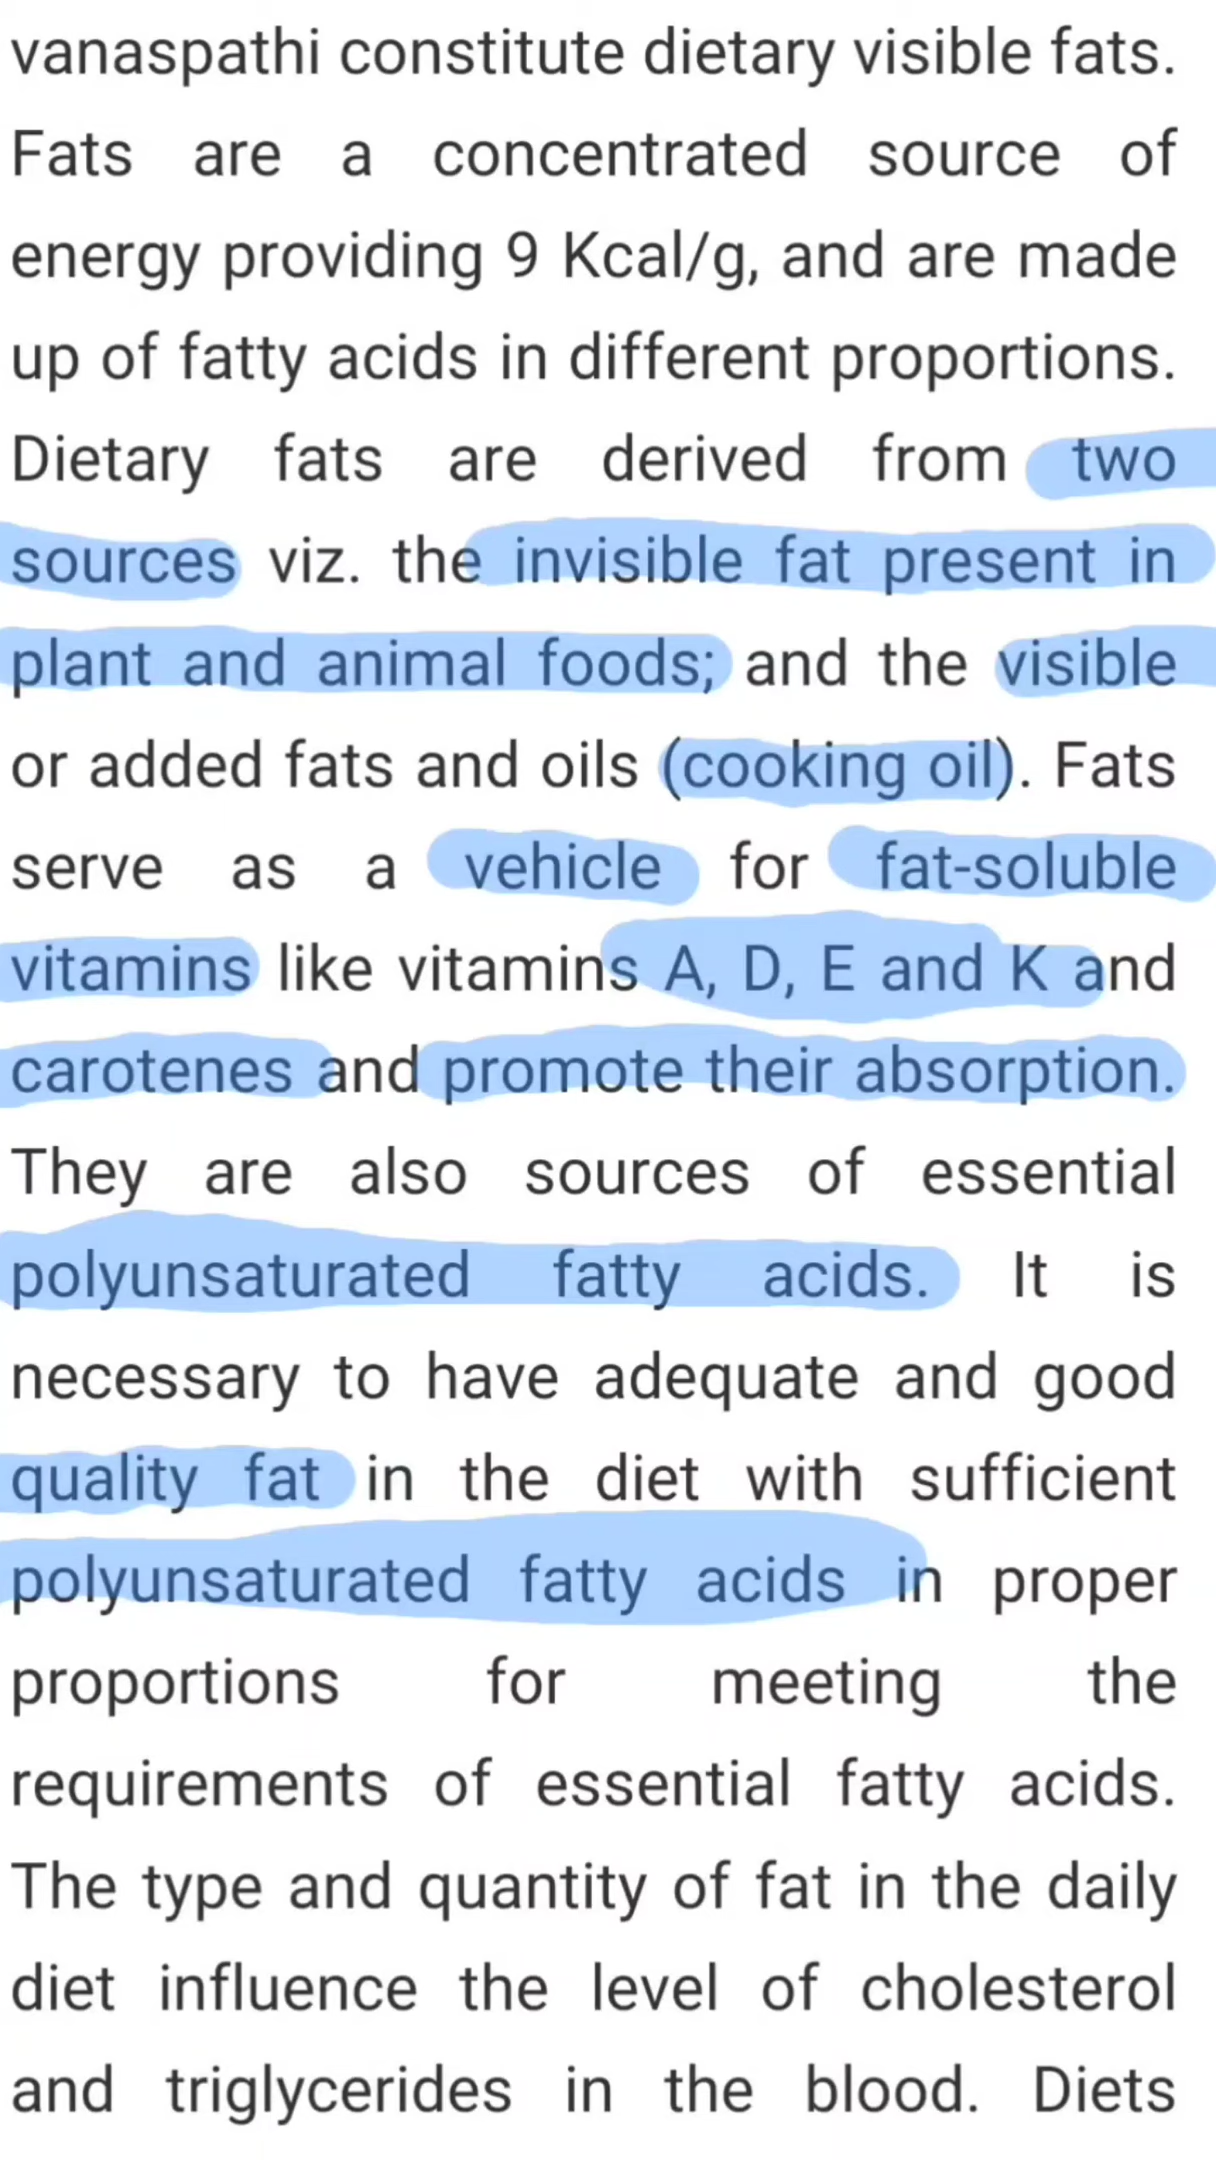 vanaspathi constitute dietary visible fats.
Fats are a concentrated source of
energy providing 9 Kcal/g, and are made
up of fatty acids in different proportions.
Dietary fats are derived from two
sources viz. the invisible fat present in
plant and animal foods; and the visible
or added fats and oils (cooking oil). Fats
serve as a vehicle for fat-soluble
vitamins like vitamins A, D, E and K and
carotenes and promote their absorption.
They are also sources of essential
polyunsaturated fatty acids. It is
necessary to have adequate and good
quality fat in the diet with sufficient
polyunsaturated fatty acids in proper
proportions for meeting the
requirements of essential fatty acids.
The type and quantity of fat in the daily
diet influence the level of cholesterol
and triglycerides in the blood. Diets